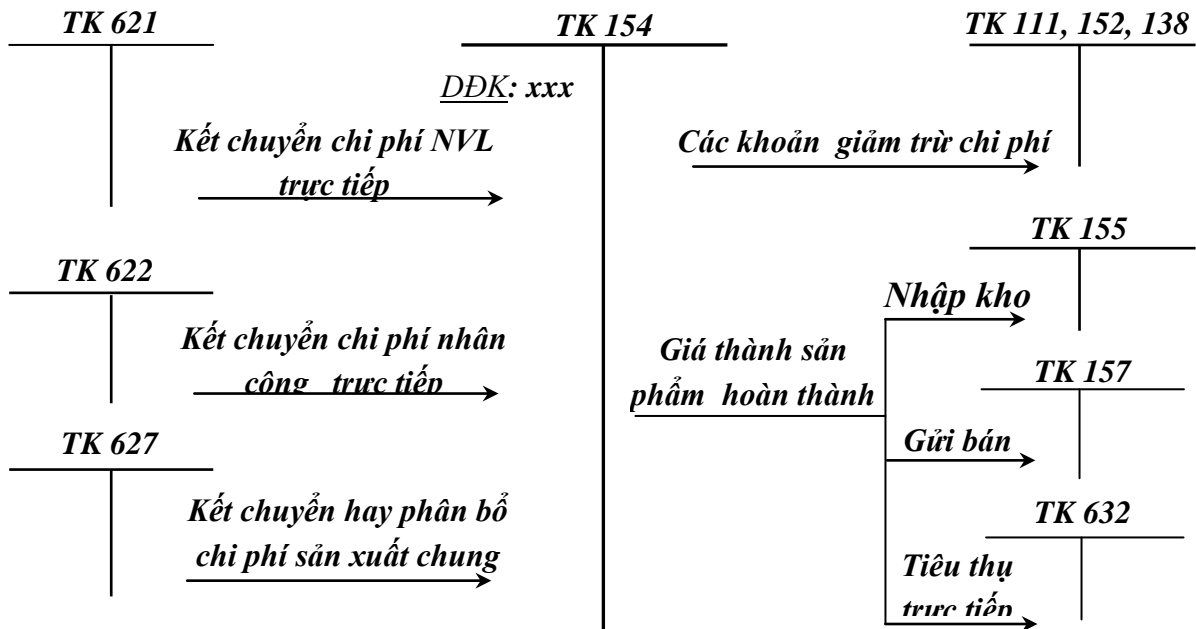 TK 621
TK 154
TK 111, 152, 138
DĐK: xxx
Kết chuyển chi phí NVL
trực tiếp
Các khoản giảm trừ chi phí
TK 155
TK 622
Nhập kho
Kết chuyển chi phí nhân
công trực tiếp
Giá thành sản
phẩm hoàn thành
TK 157
TK 627
Gửi bán
Kết chuyển hay phân bổ
chi phí sản xuất chung
TK 632
Tiêu thụ
trực tiếp